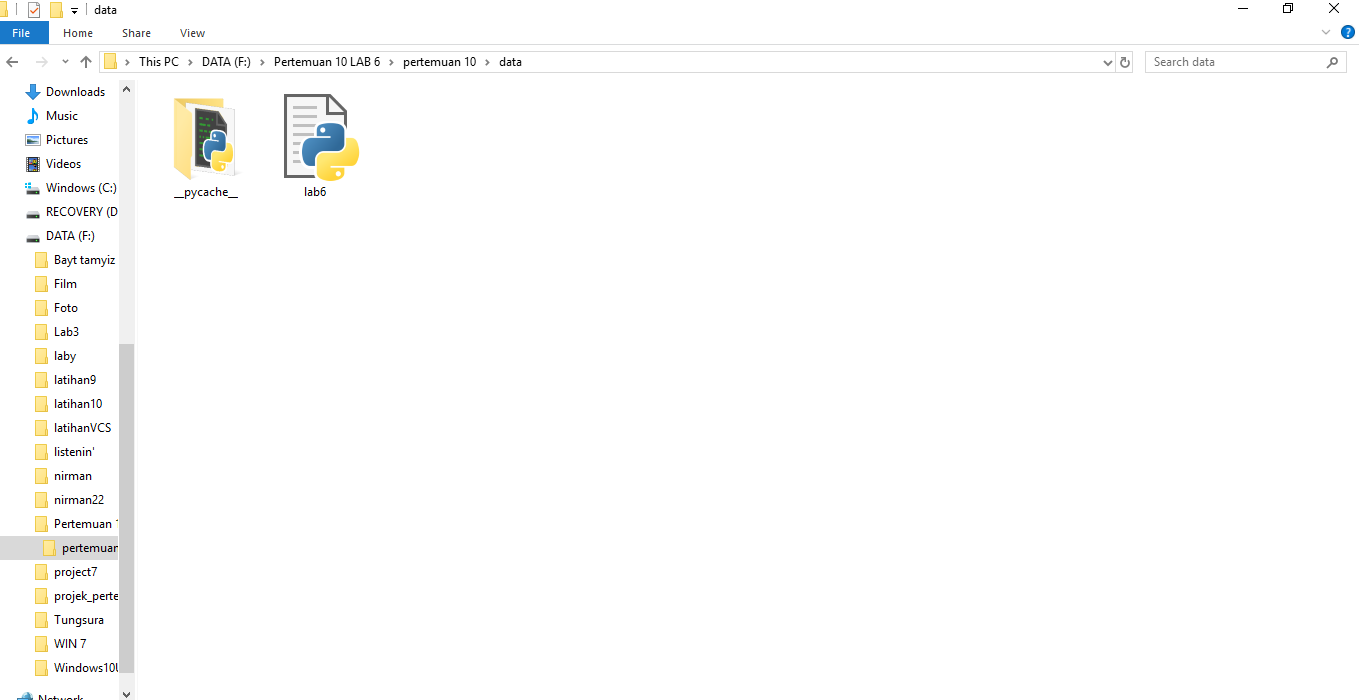 data
File Home Share View
This PC DATA (F:) Pertemuan 10 LAB 6 pertemuan 10 data
Search data
Downloads
Music
Pictures
Videos
Windows (C:)
RECOVERY (D
DATA (F:)
Bayt tamyiz
Film
Foto
Lab3
laby
latihan9
latihan10
latihanVCS
listenin'
nirman
nirman22
Pertemuan 1
pertemuan
project7
projek_perte
Tungsura
WIN 7
Windows10U
Network
__pycache__
lab6